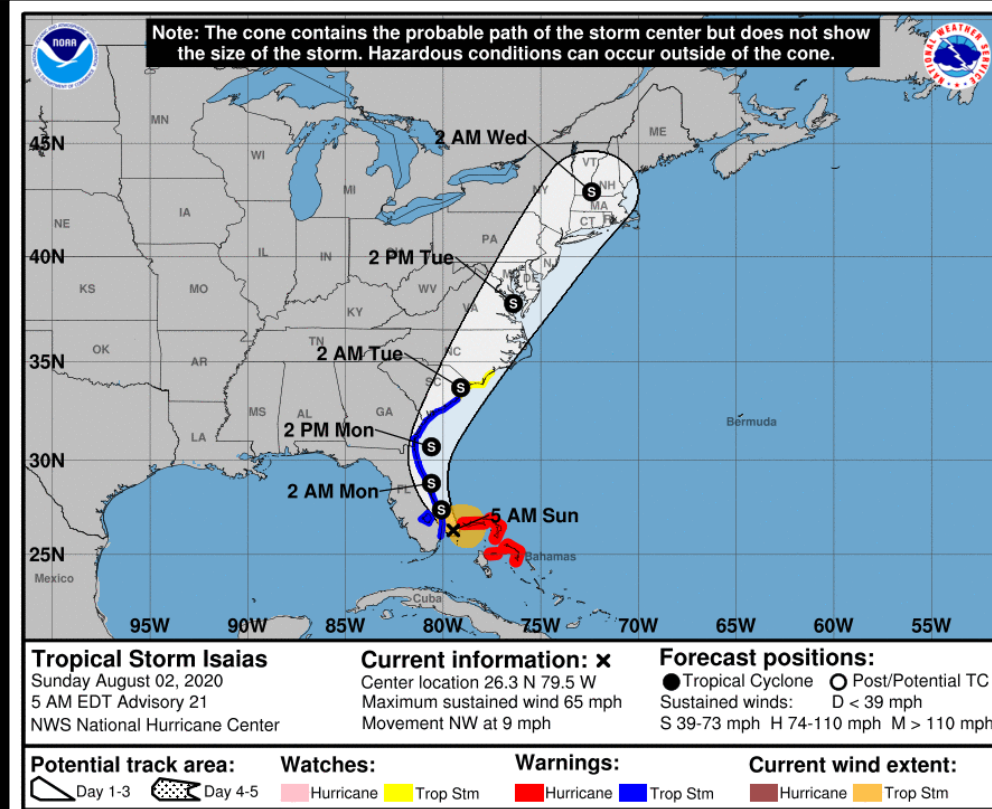 Note: The cone contains the probable path of the storm center but does not show
the size of the storm. Hazardous conditions can occur outside of the cone.
NOAA
NATIONAL WEATHER SERVICE
2 AM Wed
ME
MN
45N
VT
WI
NH
MI
NY
MA
IA
CT
NE
PA
2 PM Tue
40N
NJ
IL
IN
DE
KS
MO
WV
KY
VA
S
OK
TN
2 AM Tue
NC
35N
AR
SC
MS
AL
GA
Bermuda
LA
2 PM Mon
30N
2 AM Mon
FL
5 AM Sun
25N
Bahamas
Mexico
Cuba
95W 90W 85W 80W 75W 70W 65W 60W 55W
Tropical Storm Isaias
Sunday August 02, 2020
5 AM EDT Advisory 21
NWS National Hurricane Center
Current information: x
Center location 26.3 N 79.5 W
Maximum sustained wind 65 mph
Movement NW at 9 mph
Forecast positions:
Tropical Cyclone Post/Potential TC
Sustained winds: D < 39 mph
S 39-73 mph H 74-110 mph M > 110 mph
Potential track area:
Day 1-3 Day 4-5
Watches:
Hurricane Trop Stm
Warnings:
Hurricane Trop Stm
Current wind extent:
Hurricane Trop Stm